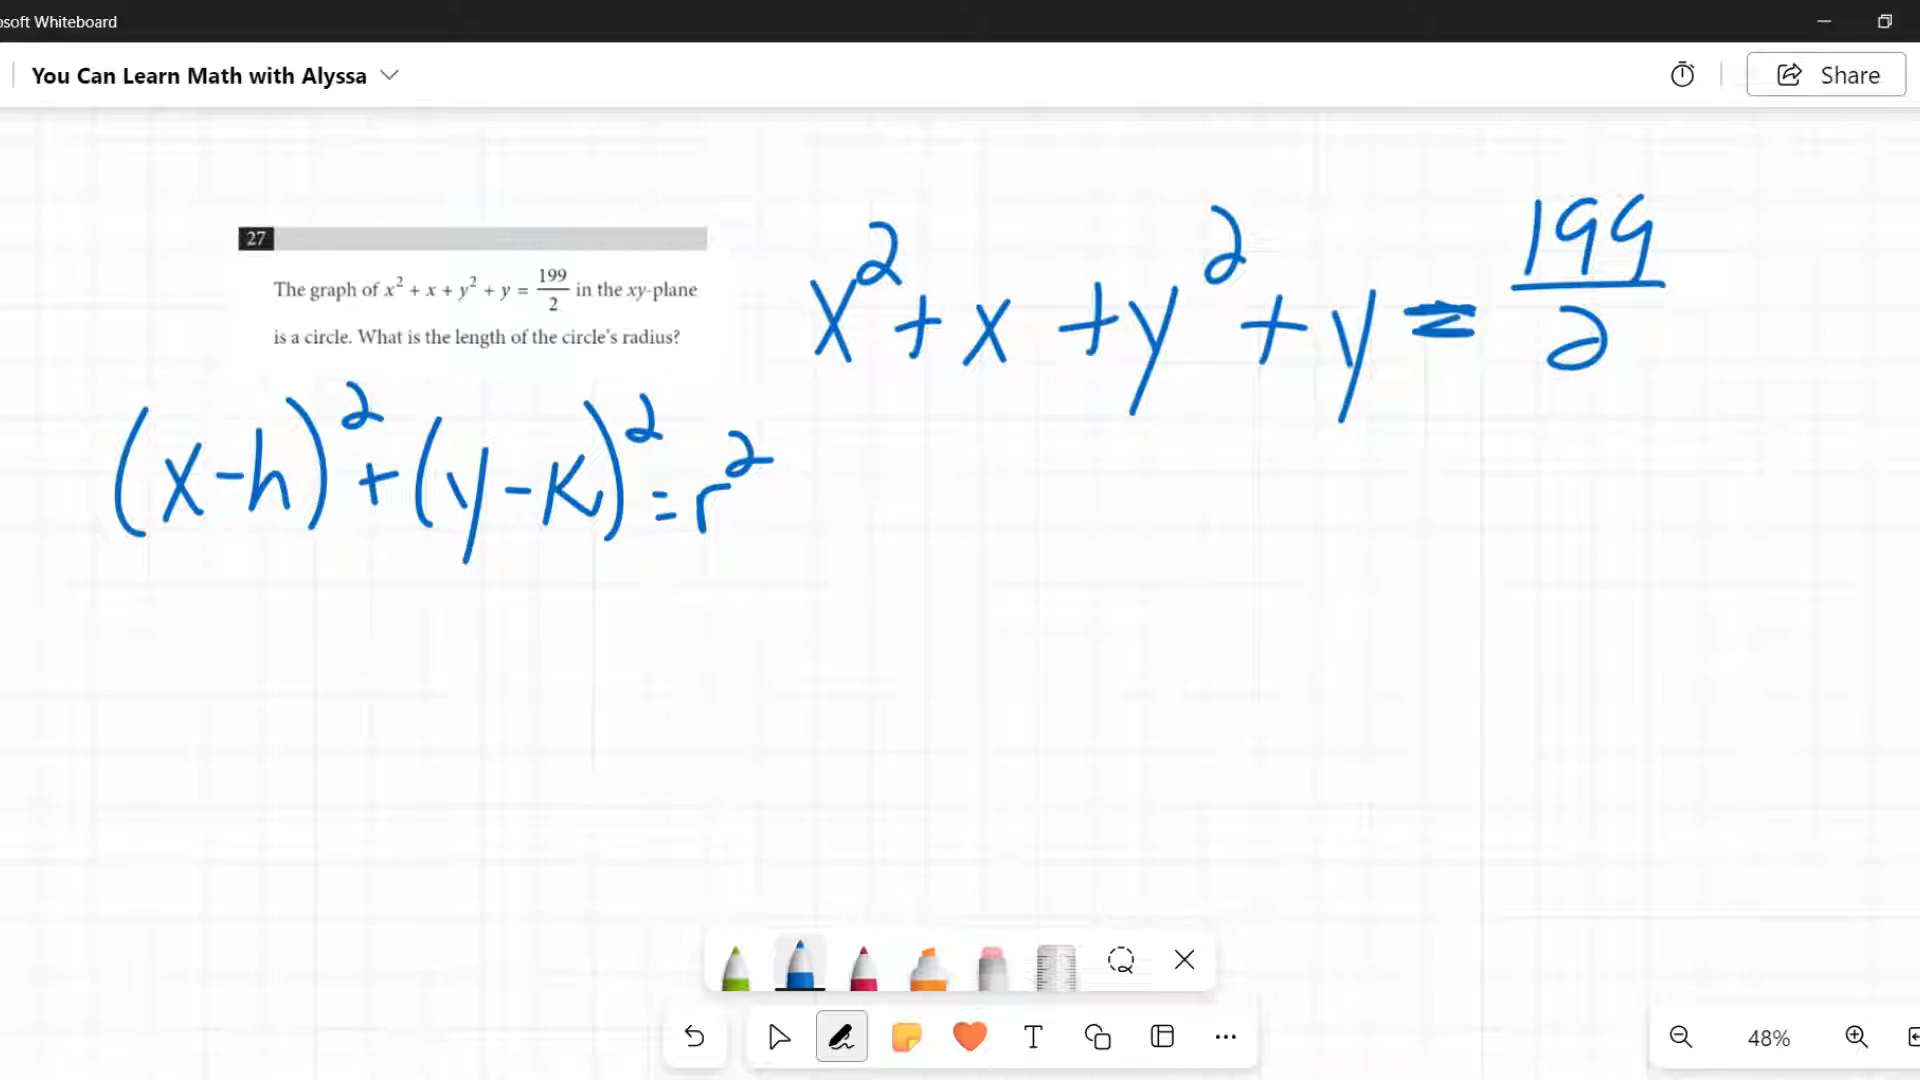 osoft Whiteboard
You Can Learn Math with Alyssa
Share
27
The graph of x² + x + y² + y = 199/2 in the xy-plane
is a circle. What is the length of the circle's radius?
x² + x + y² + y = 199/2
(x-h)² + (y-k)² = r²
T
48%